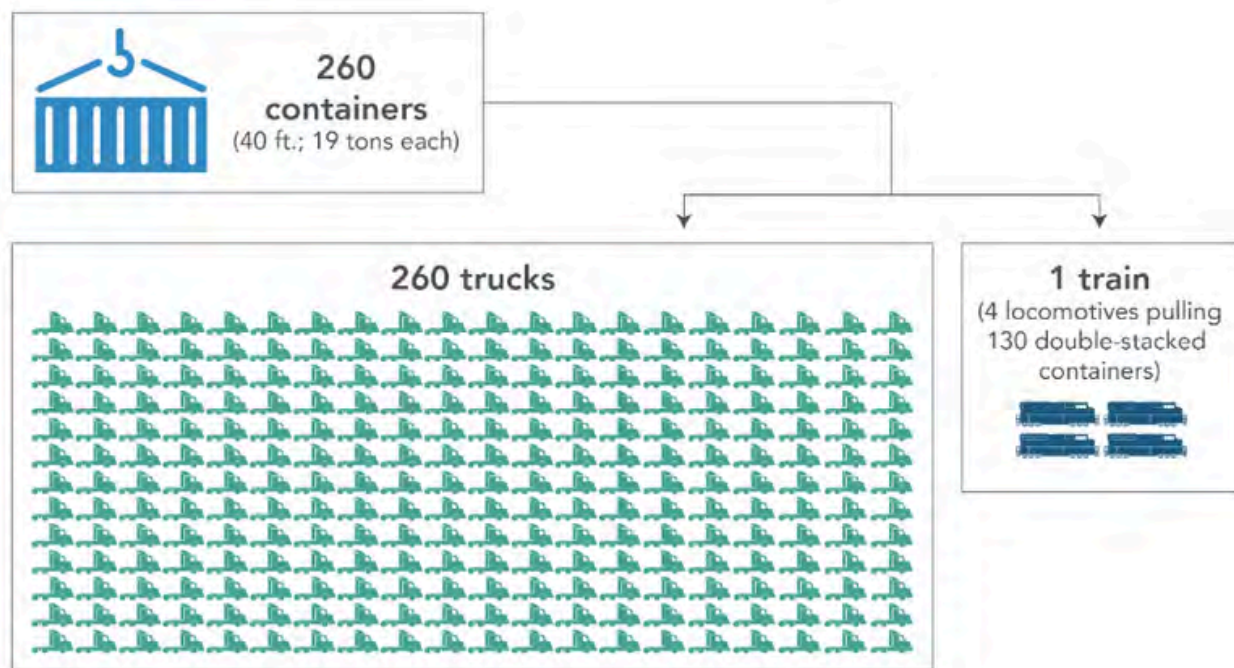 260
containers
(40 ft.; 19 tons each)
260 trucks
1 train
(4 locomotives pulling
130 double-stacked
containers)